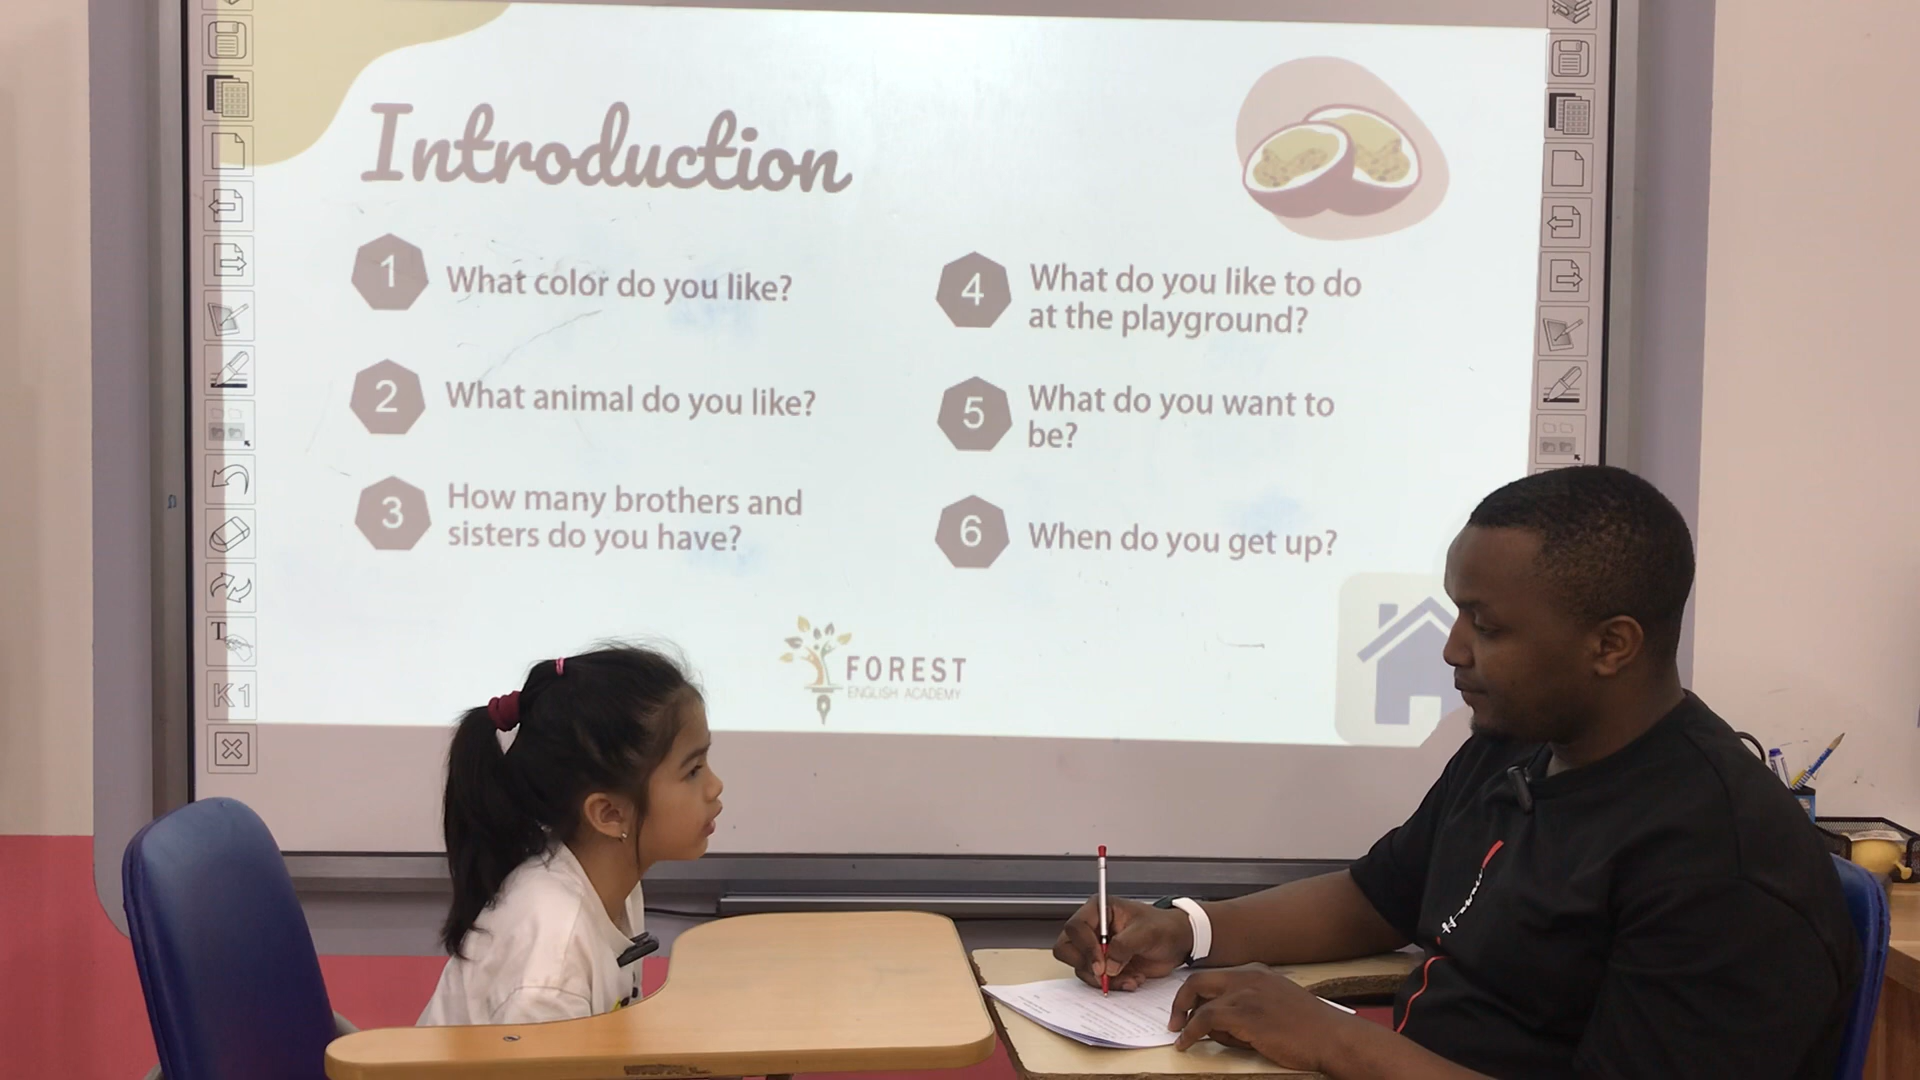 Introduction
1
What color do you like?
2
What animal do you like?
3
How many brothers and
sisters do you have?
4
What do you like to do
at the playground?
5
What do you want to
be?
6
When do you get up?
FOREST
ENGLISH ACADEMY
T
K1